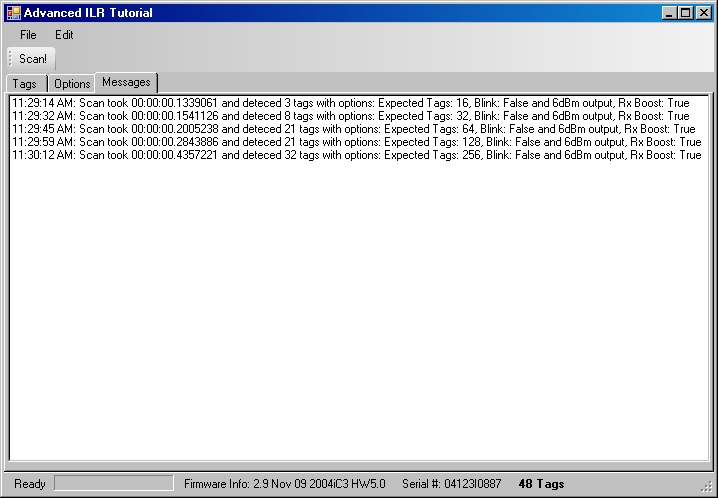 Advanced ILR Tutorial
File Edit
Scan!
Tags Options Messages
11:29:14 AM: Scan took 00:00:00.1339061 and deteced 3 tags with options: Expected Tags: 16, Blink: False and 6dBm output, Rx Boost: True
11:29:32 AM: Scan took 00:00:00.1541126 and deteced 8 tags with options: Expected Tags: 32, Blink: False and 6dBm output, Rx Boost: True
11:29:45 AM: Scan took 00:00:00.2005238 and deteced 21 tags with options: Expected Tags: 64, Blink: False and 6dBm output, Rx Boost: True
11:29:59 AM: Scan took 00:00:00.2843886 and deteced 21 tags with options: Expected Tags: 128, Blink: False and 6dBm output, Rx Boost: True
11:30:12 AM: Scan took 00:00:00.4357221 and deteced 32 tags with options: Expected Tags: 256, Blink: False and 6dBm output, Rx Boost: True
Ready Firmware Info: 2.9 Nov 09 2004iC3 HW5.0 Serial #: 04123I0887 48 Tags